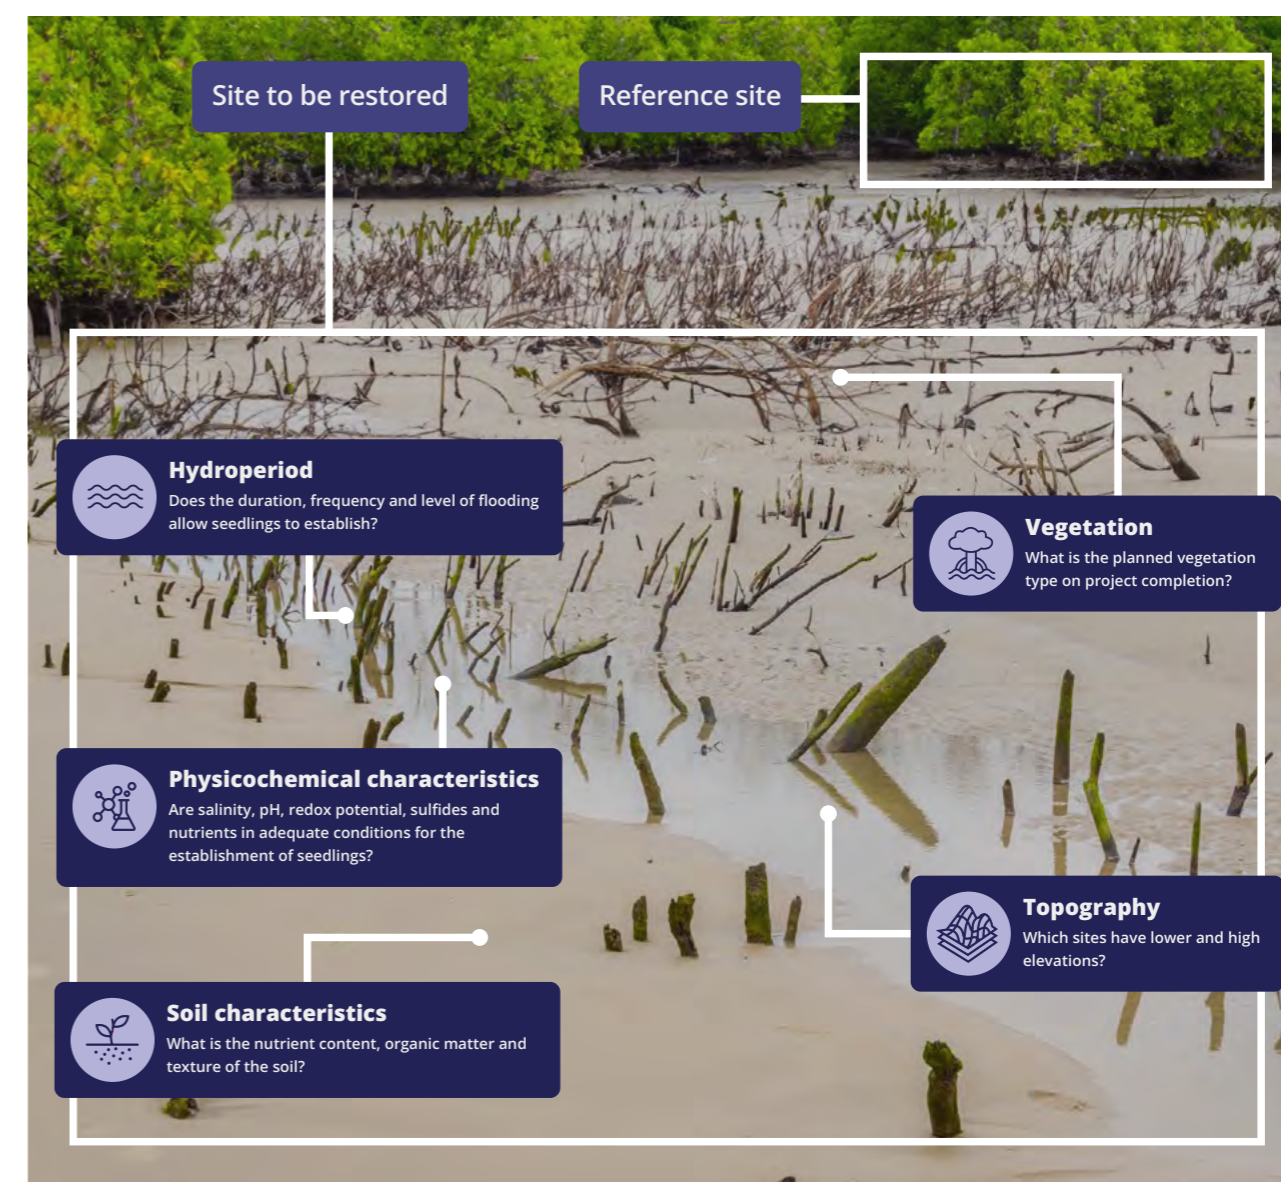 Site to be restored
Reference site
Hydroperiod
Does the duration, frequency and level of flooding
allow seedlings to establish?
Vegetation
What is the planned vegetation
type on project completion?
Physicochemical characteristics
Are salinity, pH, redox potential, sulfides and
nutrients in adequate conditions for the
establishment of seedlings?
Topography
Which sites have lower and high
elevations?
Soil characteristics
What is the nutrient content, organic matter and
texture of the soil?